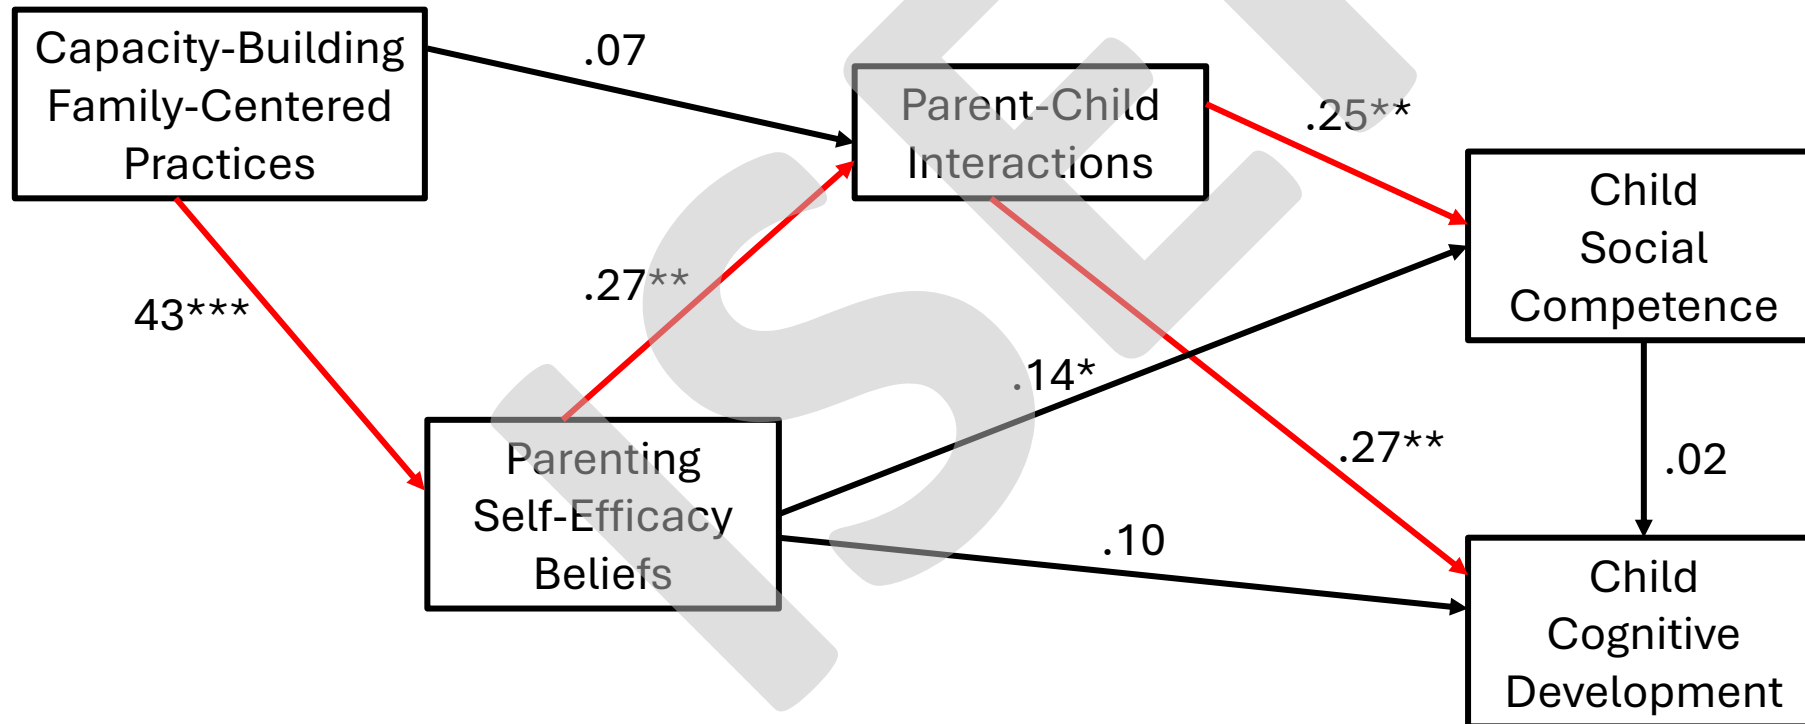 Capacity-Building
Family-Centered
Practices
.07
Parent-Child
Interactions
.25**
Child
Social
Competence
43***
.27**
.14*
.27**
.02
Parenting
Self-Efficacy
Beliefs
.10
Child
Cognitive
Development
ISEI